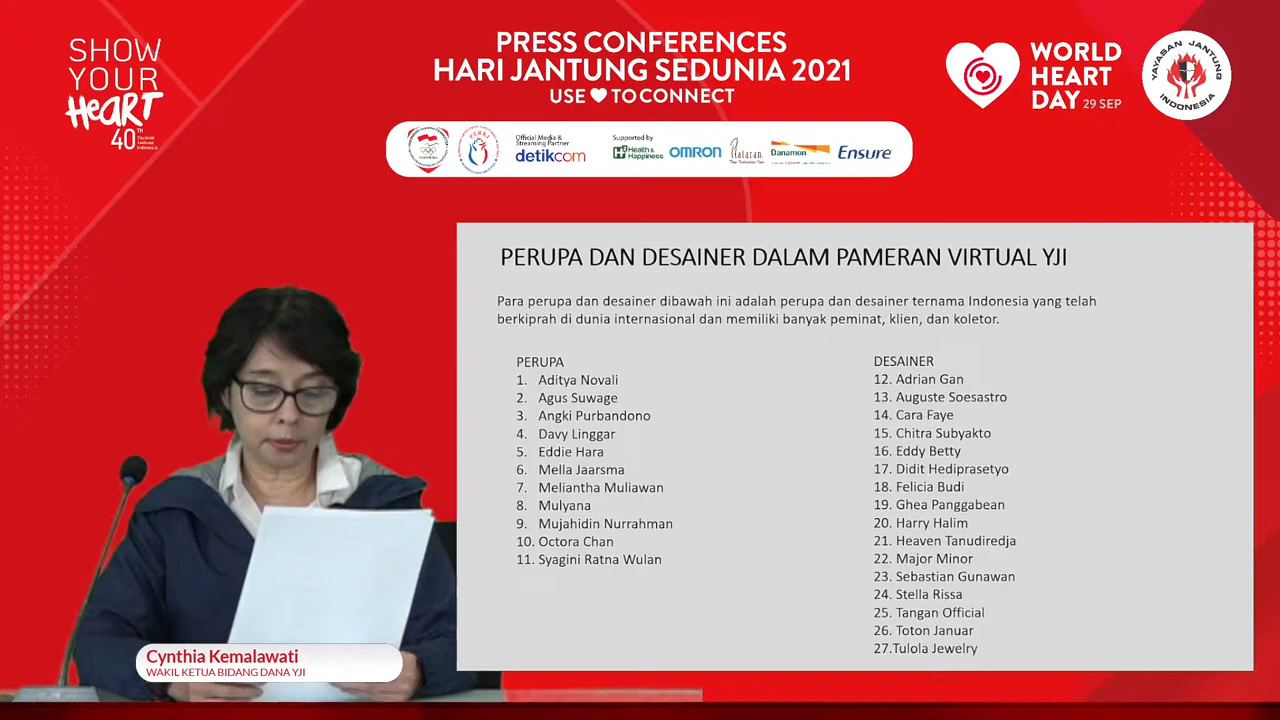 SHOW
YOUR
HeART
40TH
Yayasan
Jantung
Indonesia
PRESS CONFERENCES
HARI JANTUNG SEDUNIA 2021
USE TO CONNECT
WORLD
HEART
DAY 29 SEP
YAYASAN JANTUNG
INDONESIA
Official Media &
Streaming Partner
detikcom
Supported by
Health &
Happiness
OMRON
Plataran
Danamon
Ensure
PERUPA DAN DESAINER DALAM PAMERAN VIRTUAL YJI
Para perupa dan desainer dibawah ini adalah perupa dan desainer ternama Indonesia yang telah
berkiprah di dunia internasional dan memiliki banyak peminat, klien, dan koletor.
PERUPA
1. Aditya Novali
2. Agus Suwage
3. Angki Purbandono
4. Davy Linggar
5. Eddie Hara
6. Mella Jaarsma
7. Meliantha Muliawan
8. Mulyana
9. Mujahidin Nurrahman
10. Octora Chan
11. Syagini Ratna Wulan
DESAINER
12. Adrian Gan
13. Auguste Soesastro
14. Cara Faye
15. Chitra Subyakto
16. Eddy Betty
17. Didit Hediprasetyo
18. Felicia Budi
19. Ghea Panggabean
20. Harry Halim
21. Heaven Tanudiredja
22. Major Minor
23. Sebastian Gunawan
24. Stella Rissa
25. Tangan Official
26. Toton Januar
27.Tulola Jewelry
Cynthia Kemalawati
WAKIL KETUA BIDANG DANA YJI